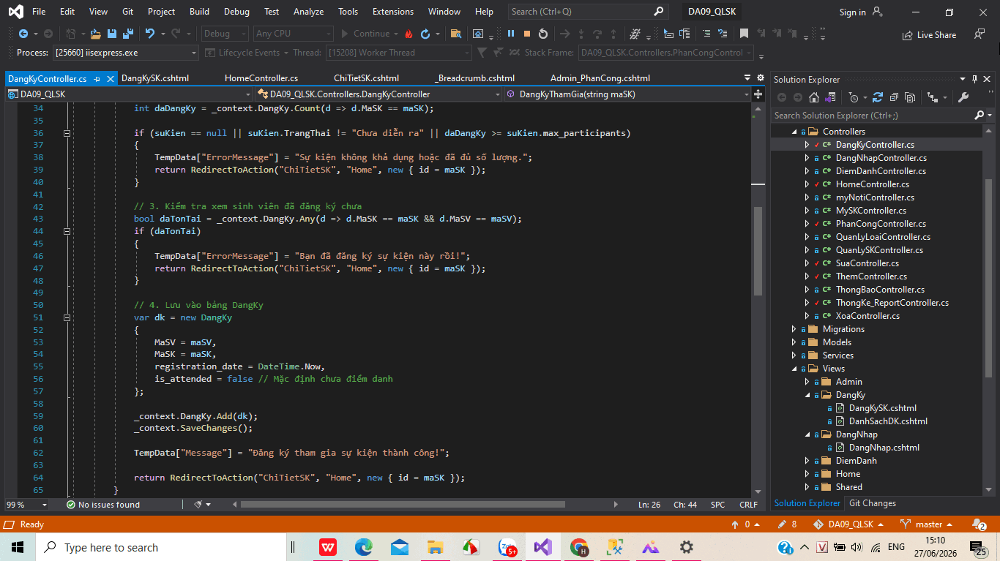 File Edit View Git Project Build Debug Test Analyze Tools Extensions Window Help Search (Ctrl+Q) DA09_QLSK Sign in
Debug Any CPU Continue Live Share
Process: [25660] iisexpress.exe Lifecycle Events Thread: [15208] Worker Thread Stack Frame: DA09_QLSK.Controllers.PhanCongControl
DangKyController.cs DangKySK.cshtml HomeController.cs ChiTietSK.cshtml _Breadcrumb.cshtml Admin_PhanCong.cshtml
DA09_QLSK DA09_QLSK.Controllers.DangKyController DangKyThamGia(string maSK)
34 int daDangKy = _context.DangKy.Count(d => d.MaSK == maSK);
35
36 if (suKien == null || suKien.TrangThai != "Chưa diễn ra" || daDangKy >= suKien.max_participants)
37 {
38 TempData["ErrorMessage"] = "Sự kiện không khả dụng hoặc đã đủ số lượng.";
39 return RedirectToAction("ChiTietSK", "Home", new { id = maSK });
40 }
41
42 // 3. Kiểm tra xem sinh viên đã đăng ký chưa
43 bool daTonTai = _context.DangKy.Any(d => d.MaSK == maSK && d.MaSV == maSV);
44 if (daTonTai)
45 {
46 TempData["ErrorMessage"] = "Bạn đã đăng ký sự kiện này rồi!";
47 return RedirectToAction("ChiTietSK", "Home", new { id = maSK });
48 }
49
50 // 4. Lưu vào bảng DangKy
51 var dk = new DangKy
52 {
53 MaSV = maSV,
54 MaSK = maSK,
55 registration_date = DateTime.Now,
56 is_attended = false // Mặc định chưa điểm danh
57 };
58
59 _context.DangKy.Add(dk);
60 _context.SaveChanges();
61
62 TempData["Message"] = "Đăng ký tham gia sự kiện thành công!";
63
64 return RedirectToAction("ChiTietSK", "Home", new { id = maSK });
65 }
99 % No issues found Ln: 26 Ch: 44 SPC CRLF
Solution Explorer
Search Solution Explorer (Ctrl+;)
Controllers
C# DangKyController.cs
C# DangNhapController.cs
C# DiemDanhController.cs
C# HomeController.cs
C# myNotiController.cs
C# MySKController.cs
C# PhanCongController.cs
C# QuanLyLoaiController.cs
C# QuanLySKController.cs
C# SuaController.cs
C# ThemController.cs
C# ThongBaoController.cs
C# ThongKe_ReportController.cs
C# XoaController.cs
Migrations
Models
Services
Views
Admin
DangKy
DangKySK.cshtml
DanhSachDK.cshtml
DangNhap
DangNhap.cshtml
DiemDanh
Home
Shared
Solution Explorer Git Changes
Ready 0 8 DA09_QLSK master 2
Type here to search W Zalo 5+ H V ENG 15:10
27/06/2026 25